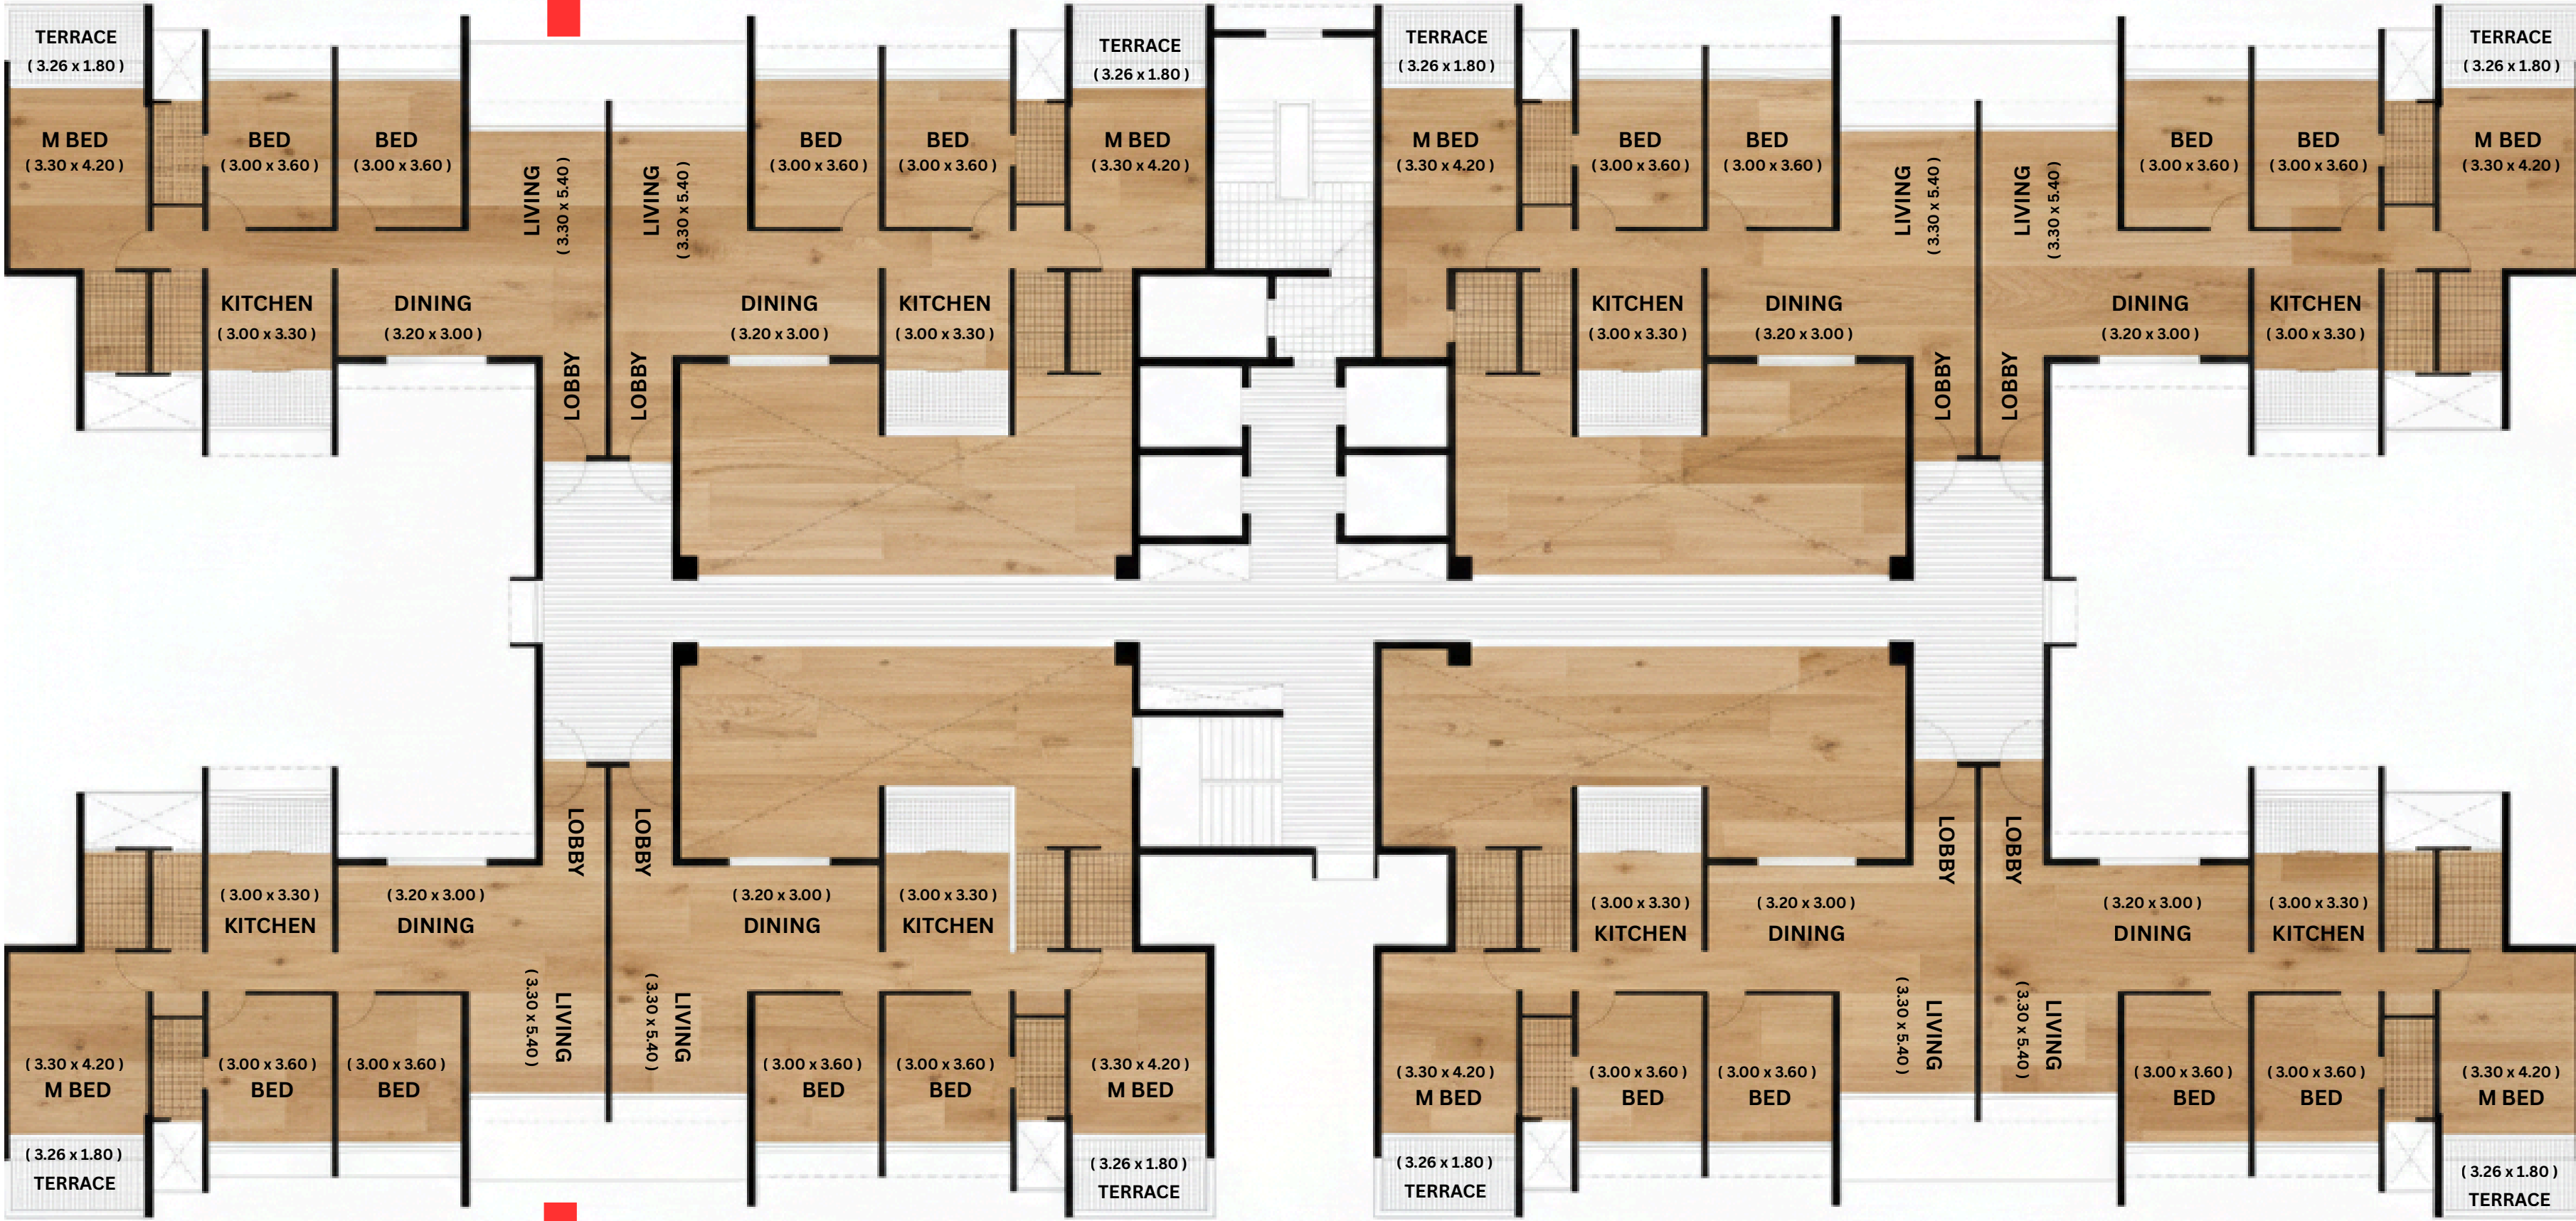 TERRACE
( 3.26 x 1.80 )
TERRACE
( 3.26 x 1.80 )
TERRACE
( 3.26 x 1.80 )
TERRACE
( 3.26 x 1.80 )
M BED
( 3.30 x 4.20 )
BED
( 3.00 x 3.60 )
BED
( 3.00 x 3.60 )
LIVING
( 3.30 x 5.40 )
LIVING
( 3.30 x 5.40 )
BED
( 3.00 x 3.60 )
BED
( 3.00 x 3.60 )
M BED
( 3.30 x 4.20 )
M BED
( 3.30 x 4.20 )
BED
( 3.00 x 3.60 )
BED
( 3.00 x 3.60 )
LIVING
( 3.30 x 5.40 )
LIVING
( 3.30 x 5.40 )
BED
( 3.00 x 3.60 )
BED
( 3.00 x 3.60 )
M BED
( 3.30 x 4.20 )
KITCHEN
( 3.00 x 3.30 )
DINING
( 3.20 x 3.00 )
LOBBY
LOBBY
DINING
( 3.20 x 3.00 )
KITCHEN
( 3.00 x 3.30 )
KITCHEN
( 3.00 x 3.30 )
DINING
( 3.20 x 3.00 )
LOBBY
LOBBY
DINING
( 3.20 x 3.00 )
KITCHEN
( 3.00 x 3.30 )
( 3.00 x 3.30 )
KITCHEN
( 3.20 x 3.00 )
DINING
LOBBY
LOBBY
( 3.20 x 3.00 )
DINING
( 3.00 x 3.30 )
KITCHEN
( 3.00 x 3.30 )
KITCHEN
( 3.20 x 3.00 )
DINING
LOBBY
LOBBY
( 3.20 x 3.00 )
DINING
( 3.00 x 3.30 )
KITCHEN
( 3.30 x 4.20 )
M BED
( 3.00 x 3.60 )
BED
( 3.00 x 3.60 )
BED
( 3.30 x 5.40 )
LIVING
( 3.30 x 5.40 )
LIVING
( 3.00 x 3.60 )
BED
( 3.00 x 3.60 )
BED
( 3.30 x 4.20 )
M BED
( 3.30 x 4.20 )
M BED
( 3.00 x 3.60 )
BED
( 3.00 x 3.60 )
BED
( 3.30 x 5.40 )
LIVING
( 3.30 x 5.40 )
LIVING
( 3.00 x 3.60 )
BED
( 3.00 x 3.60 )
BED
( 3.30 x 4.20 )
M BED
( 3.26 x 1.80 )
TERRACE
( 3.26 x 1.80 )
TERRACE
( 3.26 x 1.80 )
TERRACE
( 3.26 x 1.80 )
TERRACE